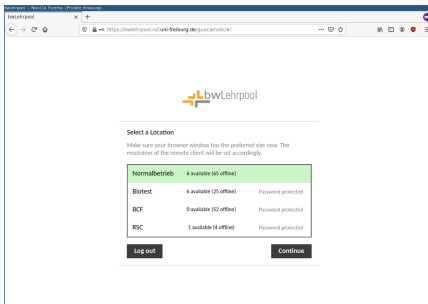 bwLehrpool - Mozilla Firefox (Private Browsing)
bwLehrpool
https://bwlehrpool.ruf.uni-freiburg.de/guacamole/#/
bwLehrpool
Select a Location
Make sure your browser window has the preferred size now. The
resolution of the remote client will be set accordingly.
Normalbetrieb 6 available (65 offline)
Biotest 6 available (25 offline) Password protected
BCF 0 available (52 offline) Password protected
RSC 1 available (4 offline) Password protected
Log out Continue